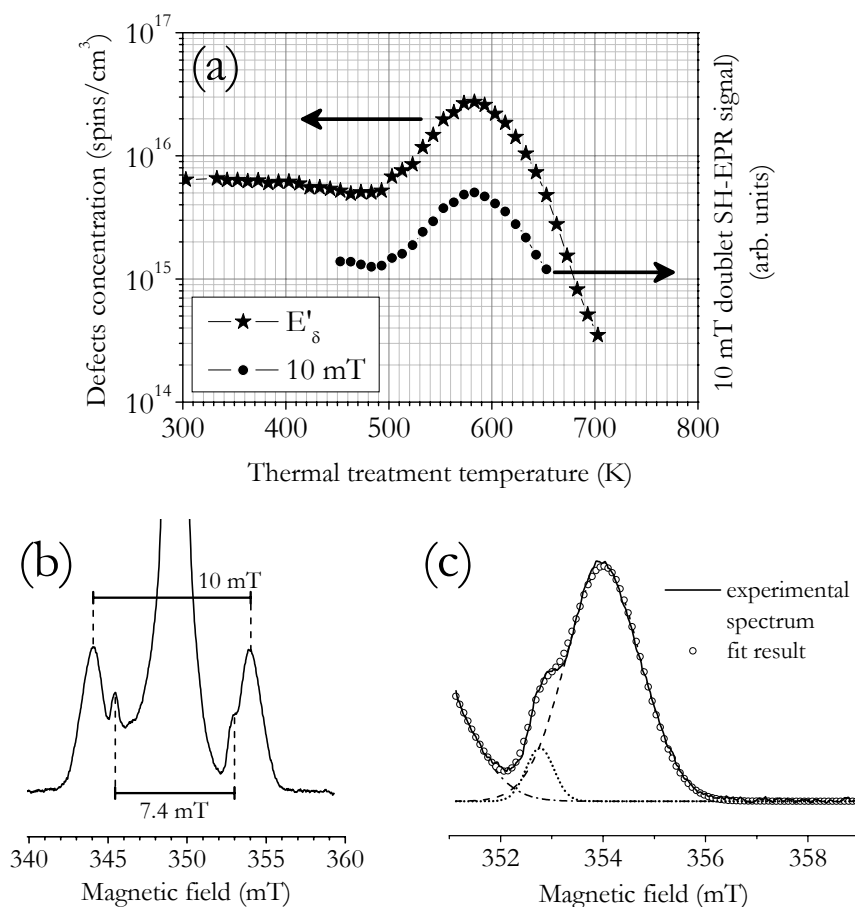 (a)
10^17
10^16
10^15
10^14
Defects concentration (spins/cm^3)
10 mT doublet SH-EPR signal)
(arb. units)
E'_δ
10 mT
300 400 500 600 700 800
Thermal treatment temperature (K)
(b)
10 mT
7.4 mT
340 345 350 355 360
Magnetic field (mT)
(c)
experimental
spectrum
fit result
352 354 356 358
Magnetic field (mT)